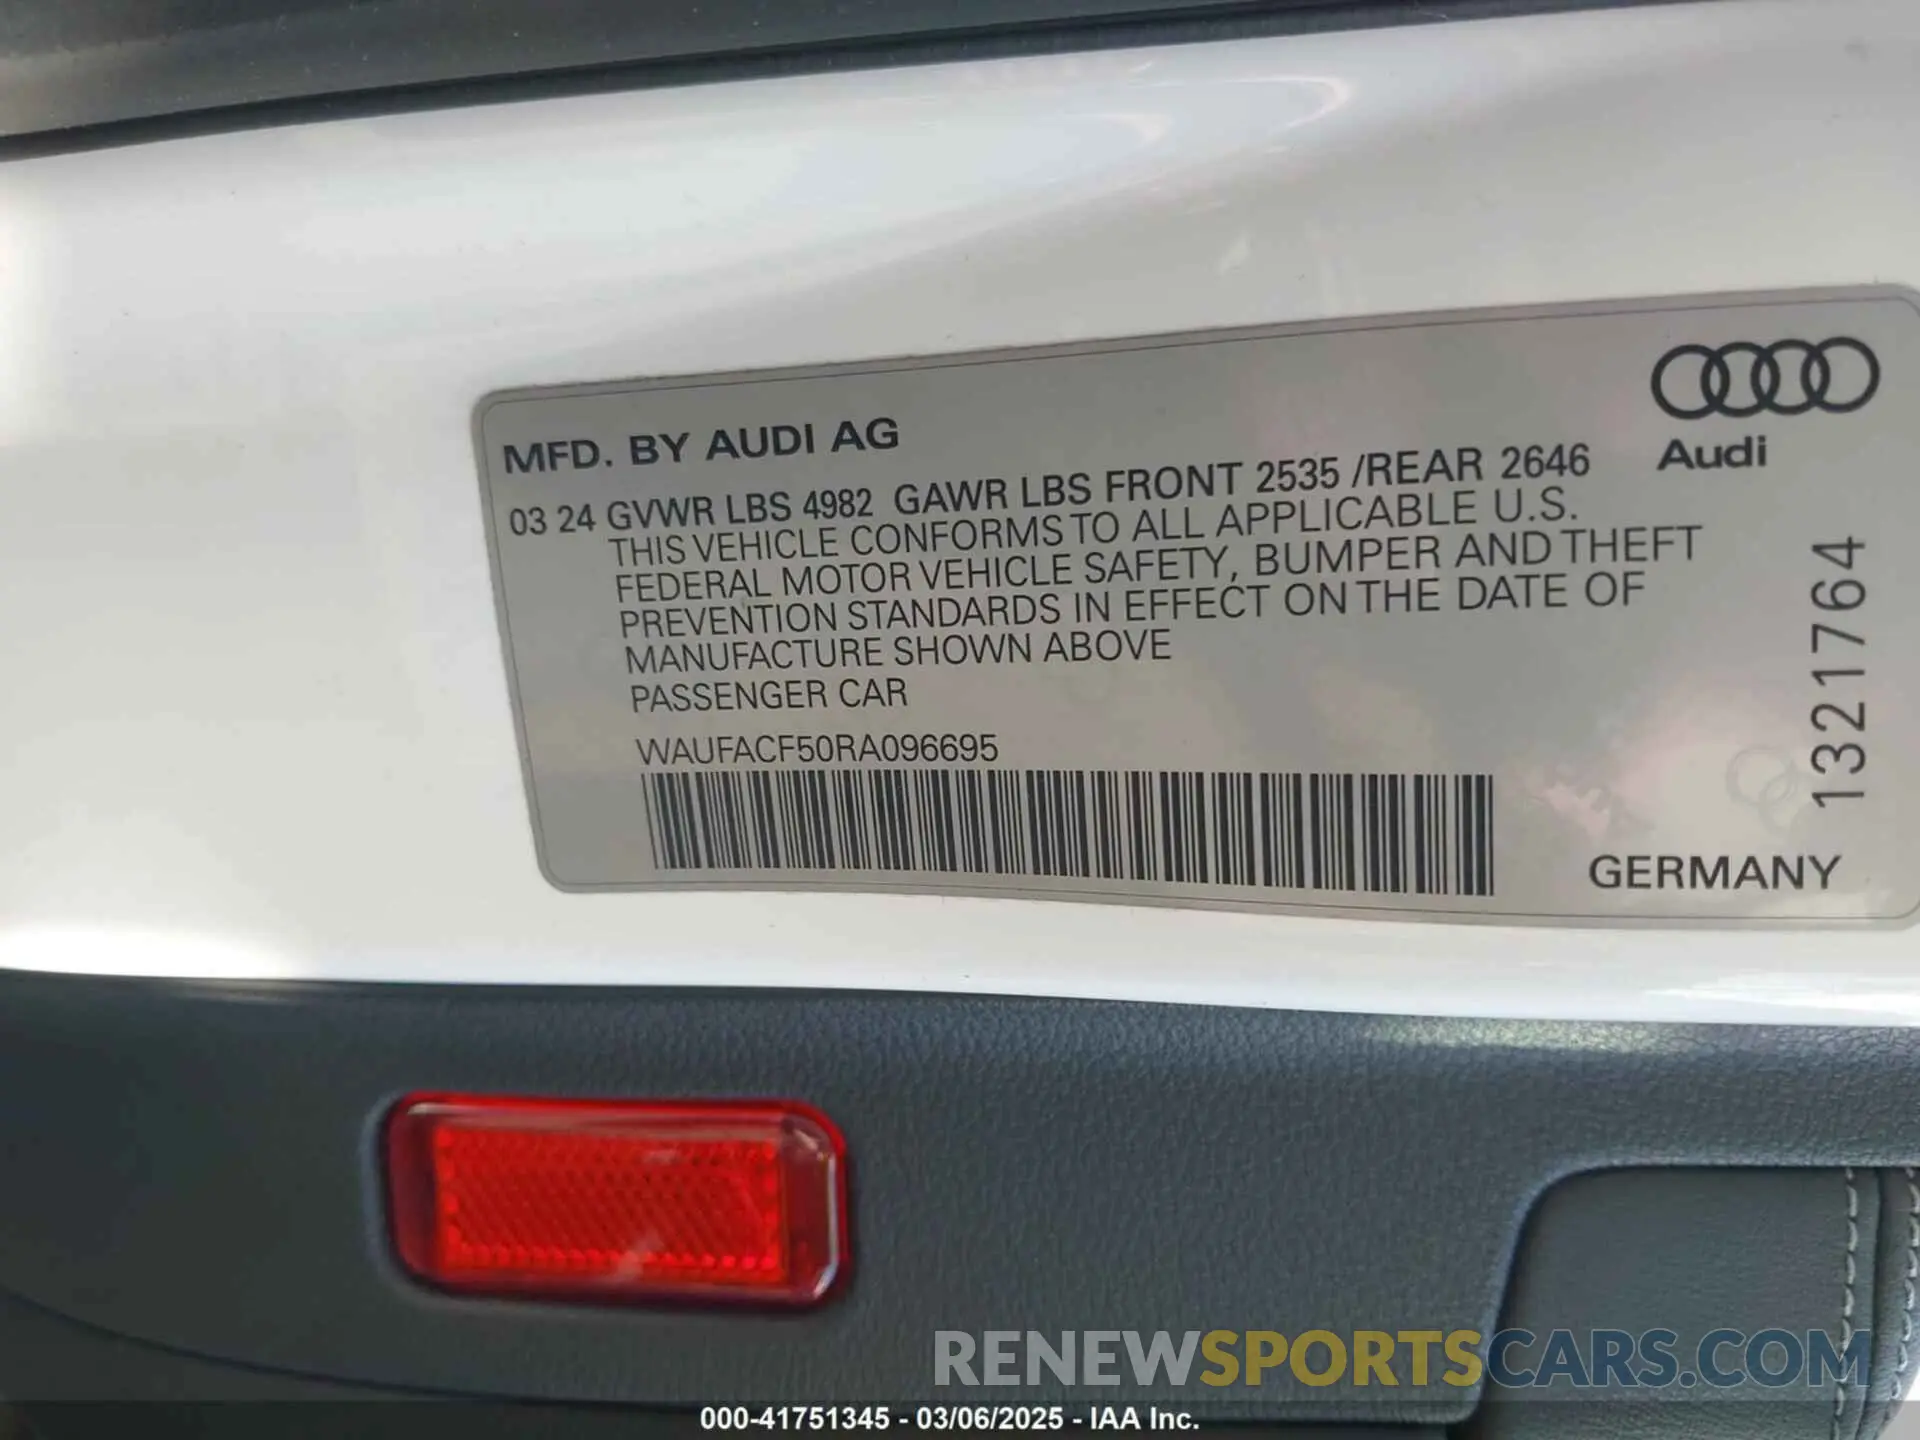 Audi
MFD. BY AUDI AG
03 24 GVWR LBS 4982 GAWR LBS FRONT 2535 /REAR 2646
THIS VEHICLE CONFORMS TO ALL APPLICABLE U.S.
FEDERAL MOTOR VEHICLE SAFETY, BUMPER AND THEFT
PREVENTION STANDARDS IN EFFECT ON THE DATE OF
MANUFACTURE SHOWN ABOVE
PASSENGER CAR
WAUFACF50RA096695
1321764
GERMANY
RENEWSPORTSCARS.COM
000-41751345 - 03/06/2025 - IAA Inc.